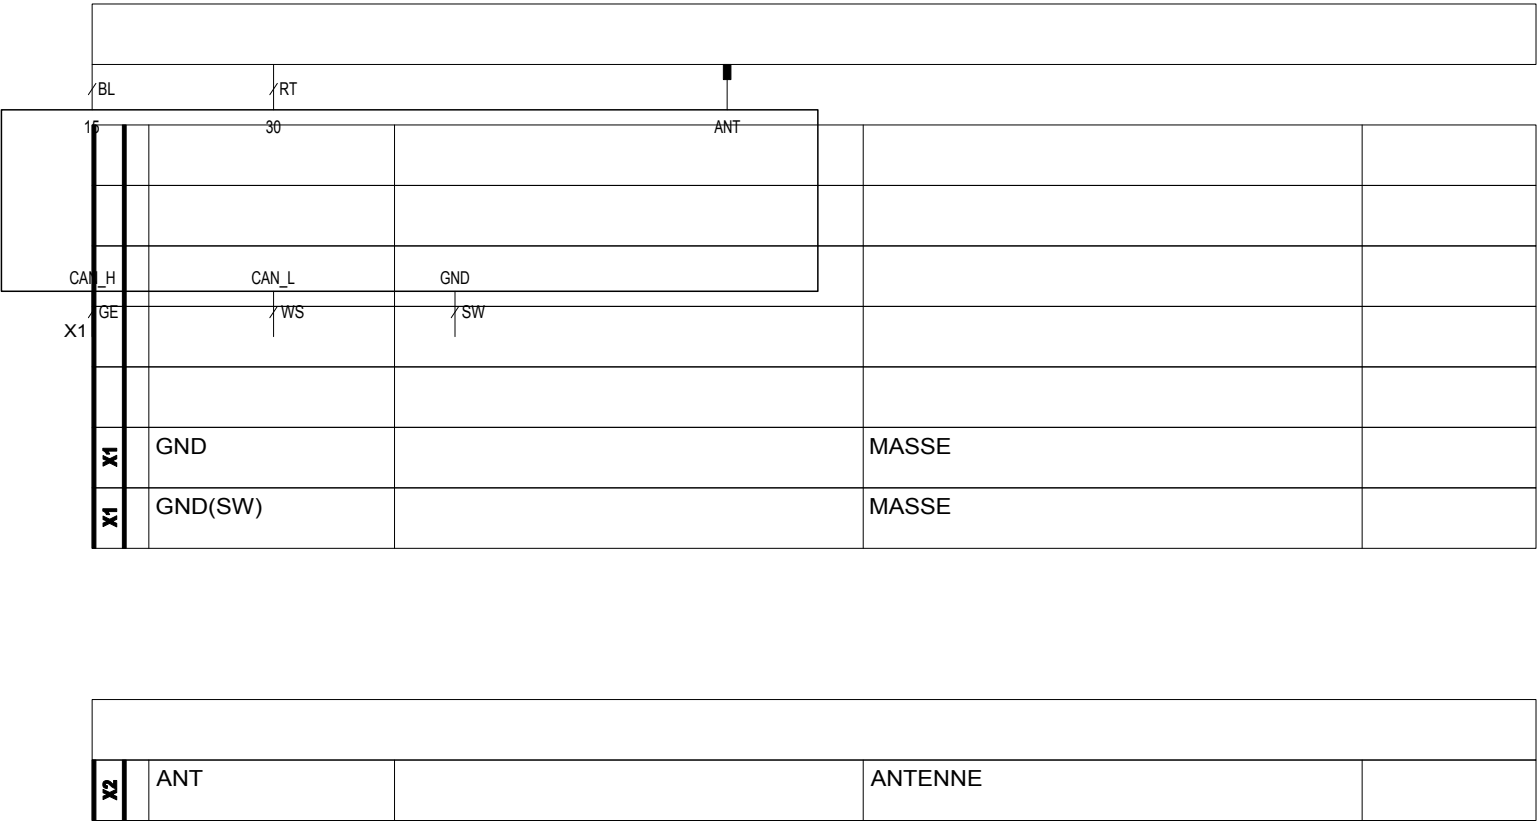 BL RT
15 30 ANT
CAN_H CAN_L GND
GE WS SW
X1
X1 GND MASSE
X1 GND(SW) MASSE
X2 ANT ANTENNE